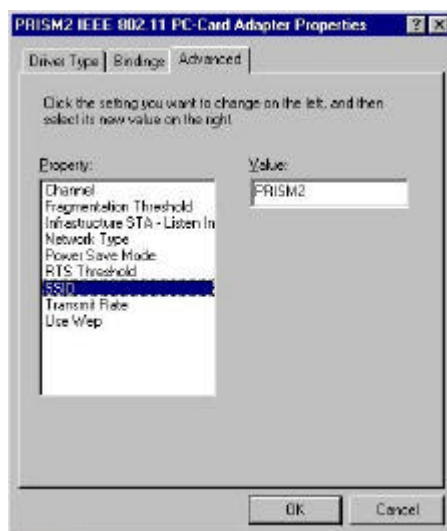 PRISM2 IEEE 802.11 PC-Card Adapter Properties
Driver Type
Bindings
Advanced
Click the setting you want to change on the left, and then
select its new value on the right.
Property:
Value:
Channel
PRISM2
Fragmentation Threshold
Infrastructure STA - Listen In
Network Type
Power Save Mode
RTS Threshold
SSID
Transmit Rate
Use Wep
OK
Cancel